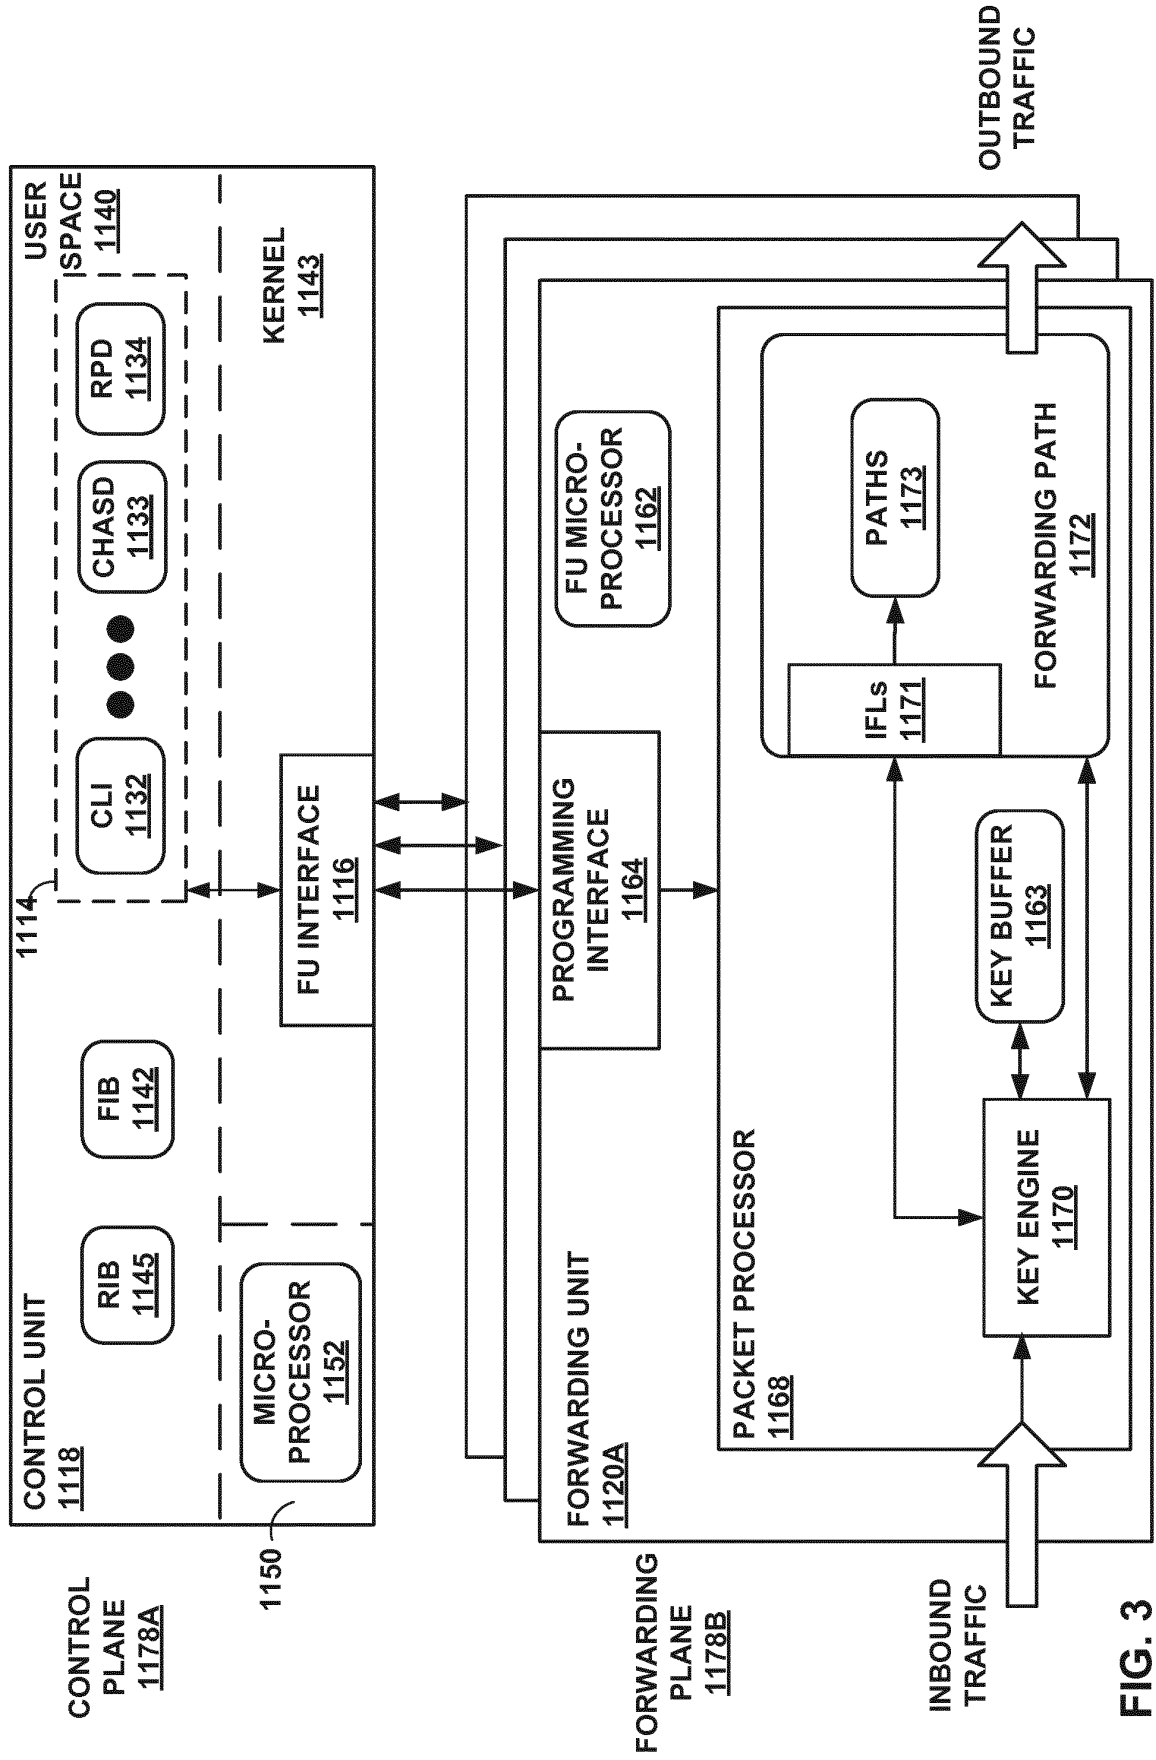 CONTROL
PLANE
1178A
CONTROL UNIT
1118
RIB
1145
FIB
1142
1114
CLI
1132
CHASD
1133
RPD
1134
USER
SPACE
1140
1150
MICRO-
PROCESSOR
1152
FU INTERFACE
1116
KERNEL
1143
FORWARDING
PLANE
1178B
FORWARDING UNIT
1120A
PROGRAMMING
INTERFACE
1164
FU MICRO-
PROCESSOR
1162
PACKET PROCESSOR
1168
KEY ENGINE
1170
KEY BUFFER
1163
IFLs
1171
PATHS
1173
FORWARDING PATH
1172
INBOUND
TRAFFIC
OUTBOUND
TRAFFIC
FIG. 3